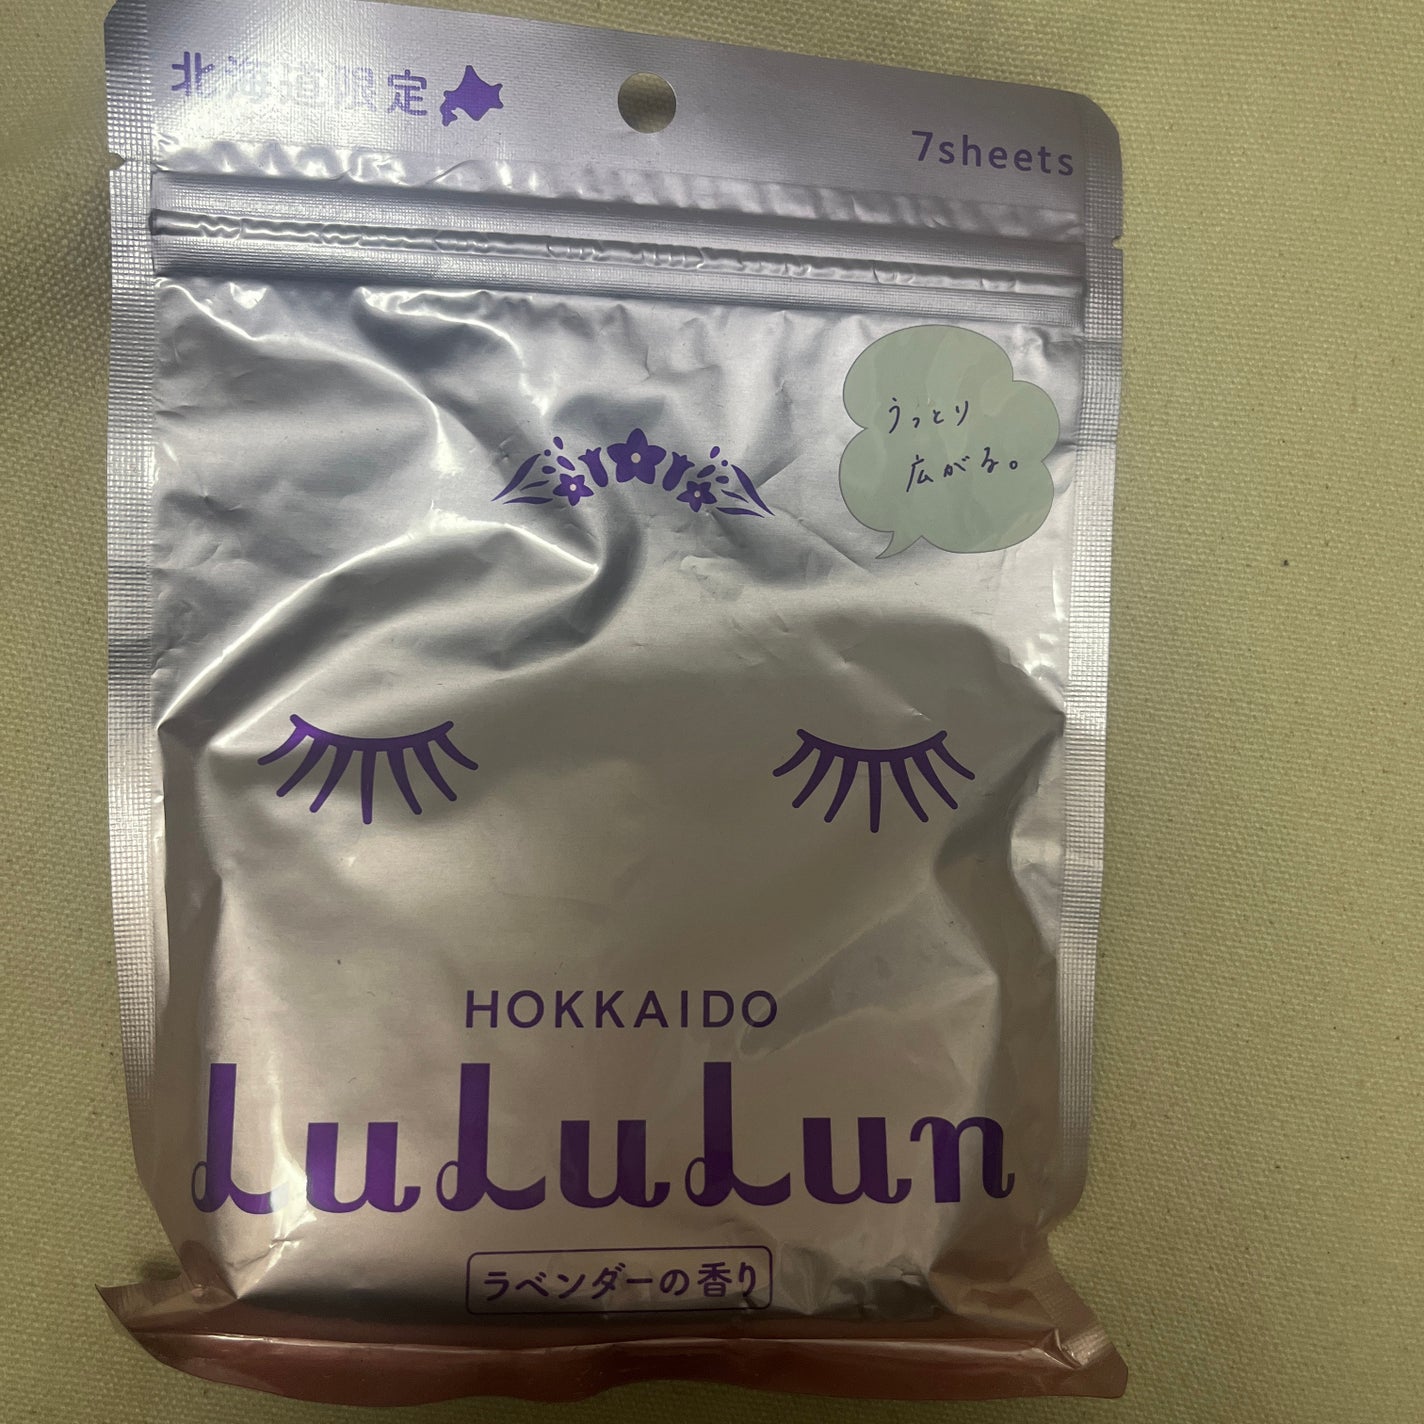 北海道限定
7sheets
うっとり
広がる。
HOKKAIDO
LuLuLun
ラベンダーの香り